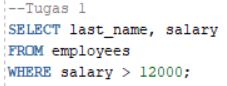 --Tugas 1
SELECT last_name, salary
FROM employees
WHERE salary > 12000;